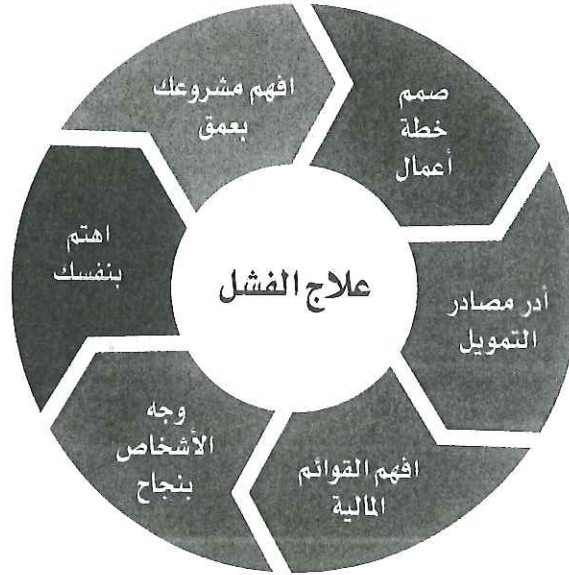 افهم مشروعك
بعمق
صمم
خطة
أعمال
أدر مصادر
التمويل
افهم القوائم
المالية
وجه
الأشخاص
بنجاح
اهتم
بنفسك
علاج الفشل